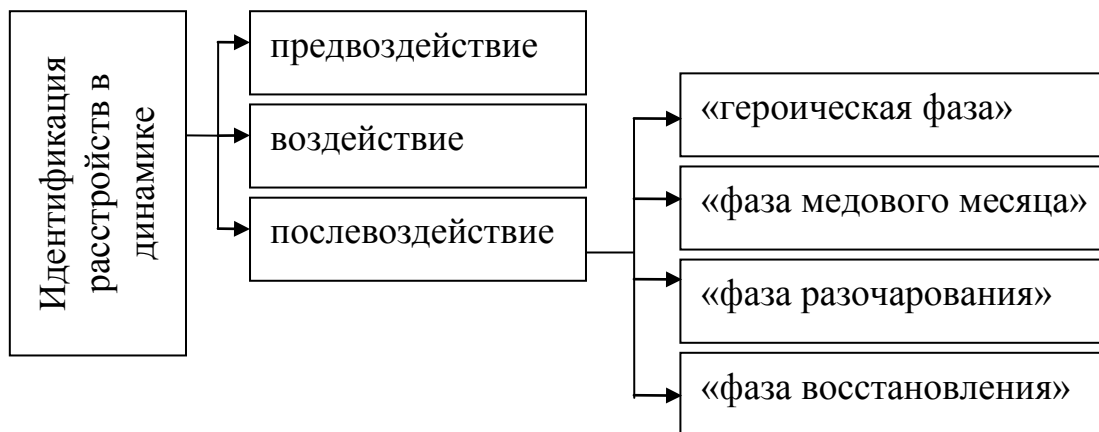 Идентификация
расстройств в
динамике
предвоздействие
воздействие
послевоздействие
«героическая фаза»
«фаза медового месяца»
«фаза разочарования»
«фаза восстановления»